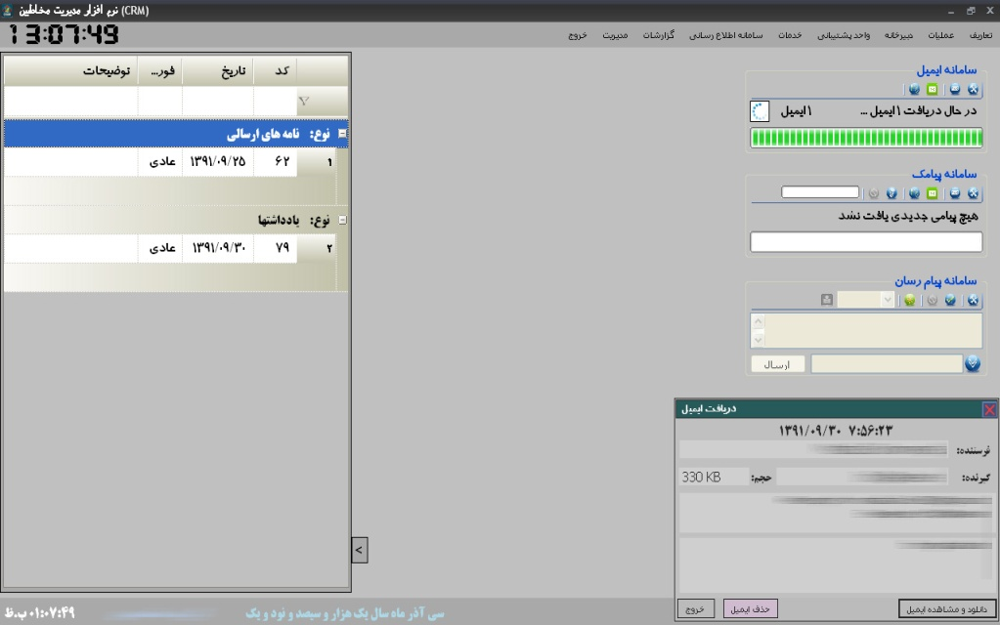 نرم افزار مدیریت مخاطبین (CRM)
13:07:49
تعاریف عملیات دبیرخانه واحد پشتیبانی خدمات سامانه اطلاع رسانی گزارشات مدیریت خروج
کد تاریخ فور... توضیحات
نوع: نامه های ارسالی
۱ ۶۲ ۱۳۹۱/۰۹/۲۵ عادی
نوع: یادداشتها
۲ ۷۹ ۱۳۹۱/۰۹/۳۰ عادی
سامانه ایمیل
در حال دریافت ۱ ایمیل ... ۱ ایمیل
سامانه پیامک
هیچ پیامی جدیدی یافت نشد
سامانه پیام رسان
ارسال
دریافت ایمیل
۱۳۹۱/۰۹/۳۰ ۷:۵۶:۲۳
فرستنده:
گیرنده: حجم: 330 KB
دانلود و مشاهده ایمیل حذف ایمیل خروج
>
سی آذر ماه سال یک هزار و سیصد و نود و یک
۰۱:۰۷:۴۹ ب.ظ